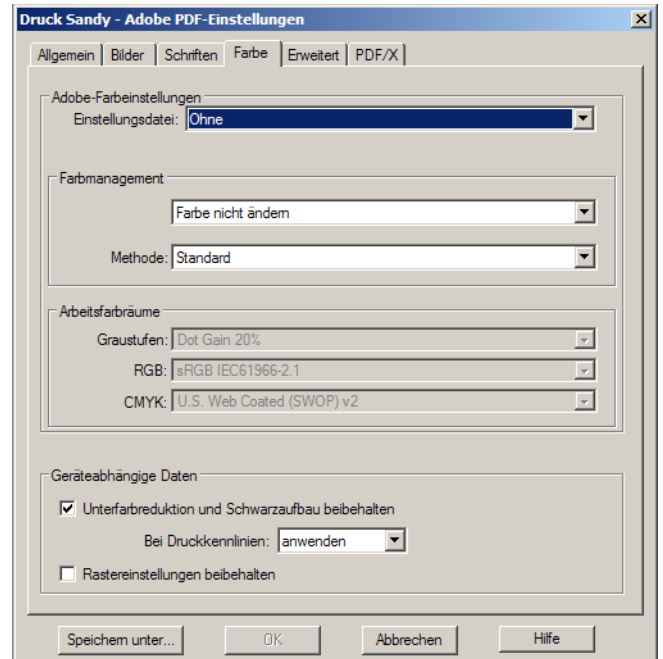 Druck Sandy - Adobe PDF-Einstellungen
Allgemein Bilder Schriften Farbe Erweitert PDF/X
Adobe-Farbeinstellungen
Einstellungsdatei: Ohne
Farbmanagement
Farbe nicht ändern
Methode: Standard
Arbeitsfarbräume
Graustufen: Dot Gain 20%
RGB: sRGB IEC61966-2.1
CMYK: U.S. Web Coated (SWOP) v2
Geräteabhängige Daten
Unterfarbreduktion und Schwarzaufbau beibehalten
Bei Druckkennlinien: anwenden
Rastereinstellungen beibehalten
Speichern unter... OK Abbrechen Hilfe